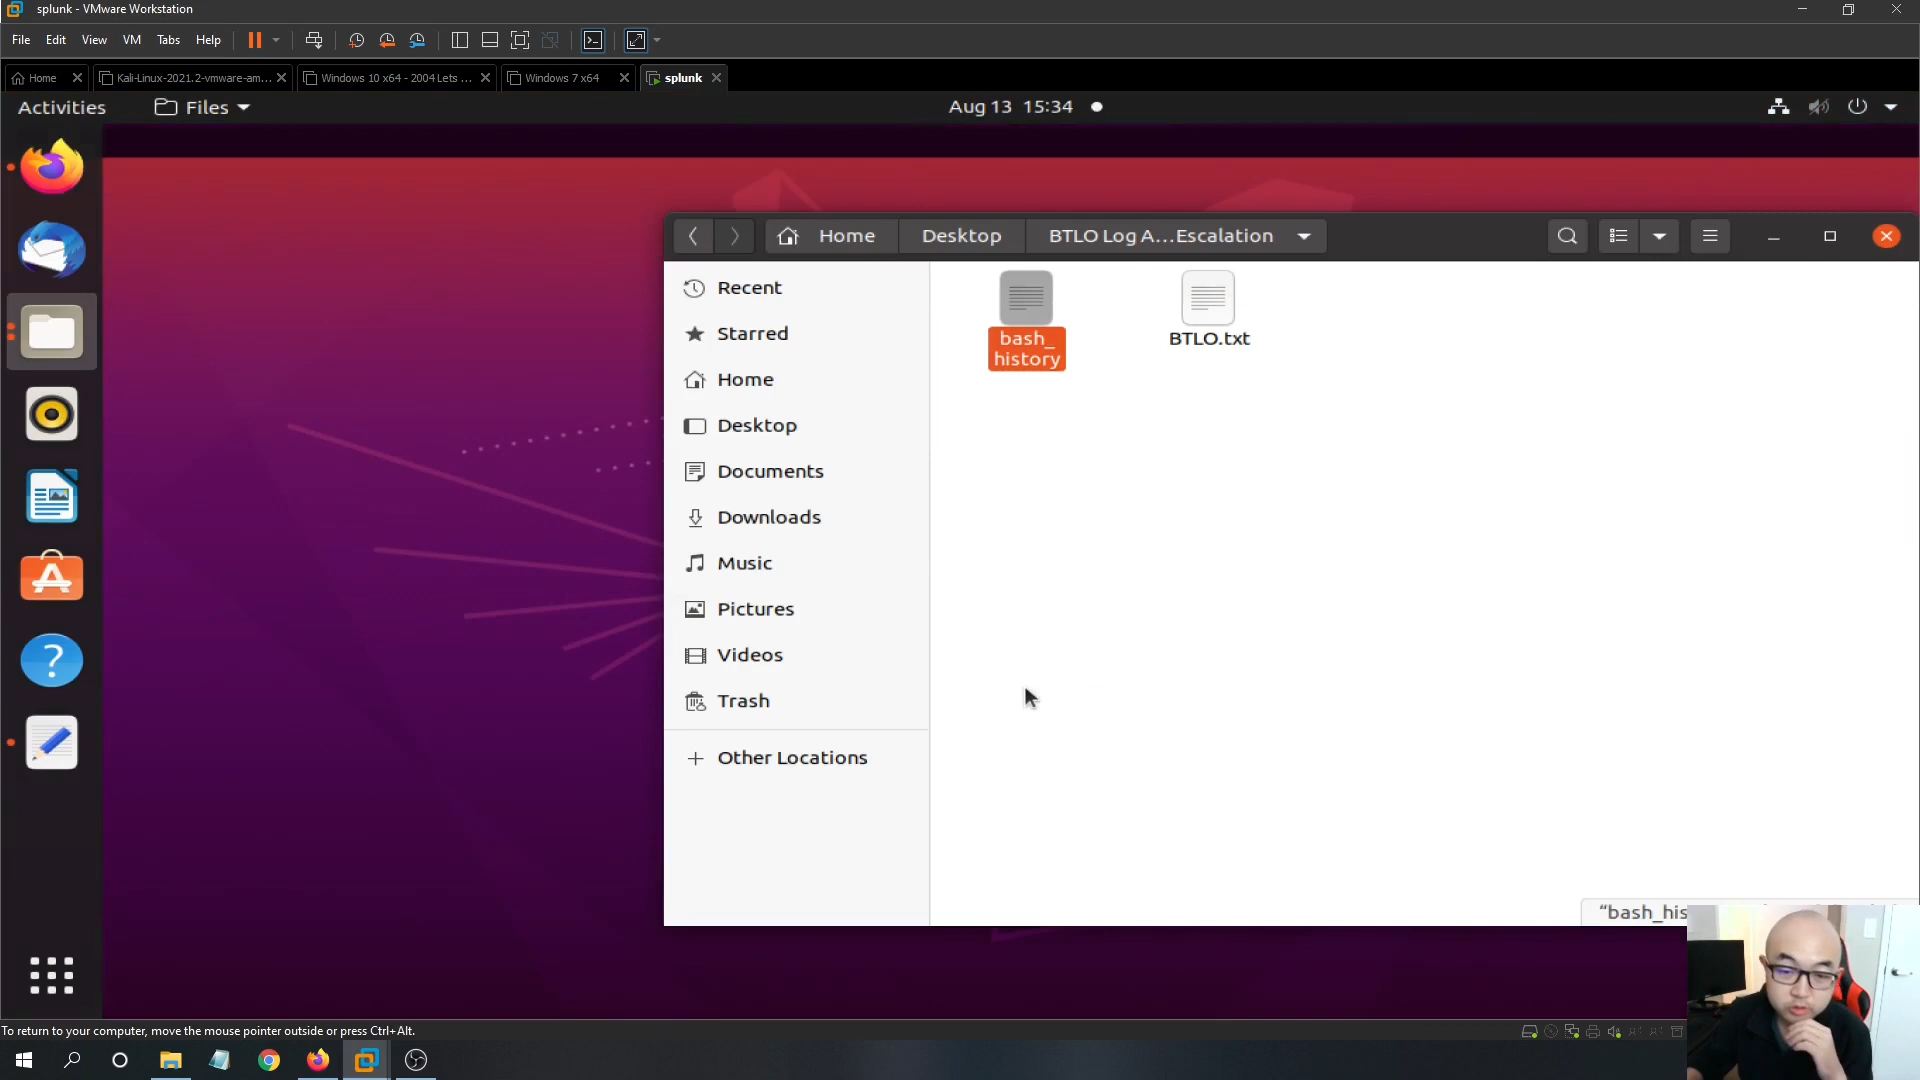 splunk - VMware Workstation
File Edit View VM Tabs Help
Home Kali-Linux-2021.2-vmware-am... Windows 10 x64 - 2004 Lets ... Windows 7 x64 splunk
Activities Files Aug 13 15:34
Home Desktop BTLO Log A...Escalation
Recent
Starred
Home
Desktop
Documents
Downloads
Music
Pictures
Videos
Trash
Other Locations
bash_
history
BTLO.txt
“bash_his
To return to your computer, move the mouse pointer outside or press Ctrl+Alt.